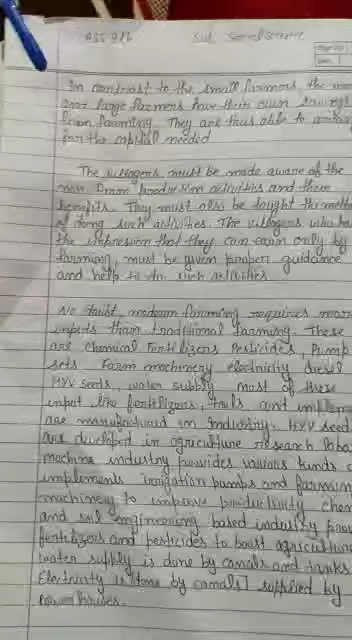 Sub Social Science
In contrast to the small farmers the
and large farmers have their own savings
from farming. They are thus able to
for the capital needed
The villagers must be made aware of the
non production activities and their
benefits. They must also be taught the
of doing such activities. The villagers who
the impression that they can earn only by
farming, must be given proper guidance
and help to do such activities.
No modern farming requires more
inputs than traditional farming. These
are chemical fertilizers Pesticides, Pump
sets Farm machinery electricity diesel
HYV seeds, water supply most of these
input like fertilizers, tools and
are manufactured in Industry. HYV seed
are developed in agriculture research
machine industry provides various kinds
implements irrigation pumps and farming
machinery to improve productivity
and soil engineering based industry
fertilizers and pesticides to boost
water supply is done by canals and tanks
Electricity is done by canals] supplied by
Power houses.